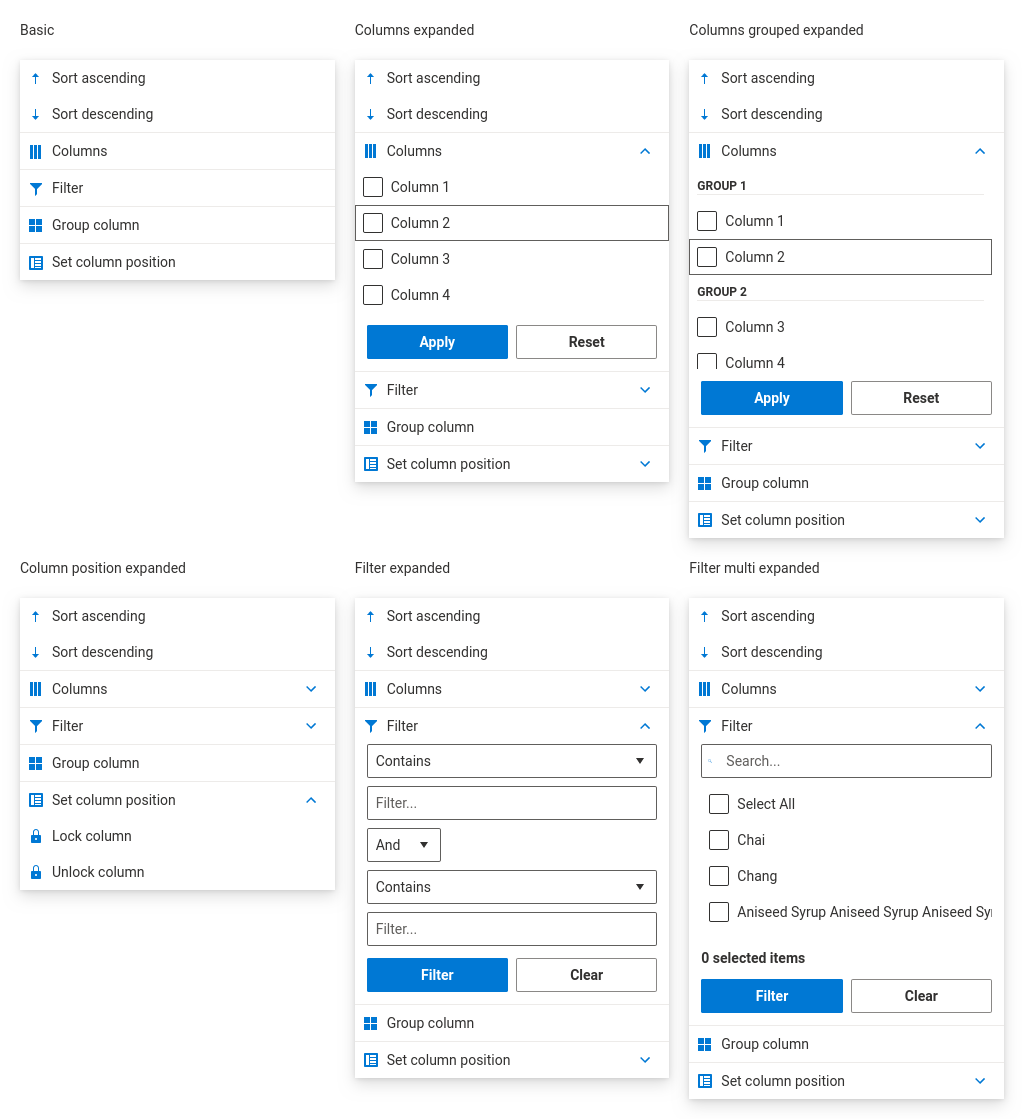 Basic
Sort ascending
Sort descending
Columns
Filter
Group column
Set column position
Columns expanded
Sort ascending
Sort descending
Columns
Column 1
Column 2
Column 3
Column 4
Apply Reset
Filter
Group column
Set column position
Columns grouped expanded
Sort ascending
Sort descending
Columns
GROUP 1
Column 1
Column 2
GROUP 2
Column 3
Column 4
Apply Reset
Filter
Group column
Set column position
Column position expanded
Sort ascending
Sort descending
Columns
Filter
Group column
Set column position
Lock column
Unlock column
Filter expanded
Sort ascending
Sort descending
Columns
Filter
Contains
Filter...
And
Contains
Filter...
Filter Clear
Group column
Set column position
Filter multi expanded
Sort ascending
Sort descending
Columns
Filter
Search...
Select All
Chai
Chang
Aniseed Syrup Aniseed Syrup Aniseed Sy
0 selected items
Filter Clear
Group column
Set column position